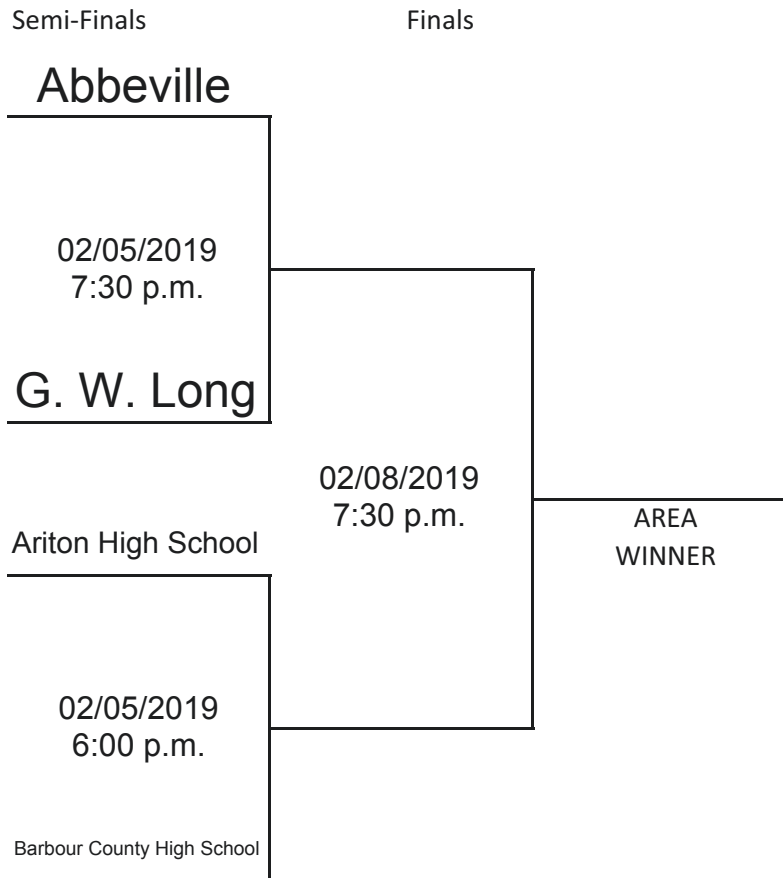 Semi-Finals
Finals
Abbeville
02/05/2019
7:30 p.m.
G. W. Long
02/08/2019
7:30 p.m.
AREA
WINNER
Ariton High School
02/05/2019
6:00 p.m.
Barbour County High School